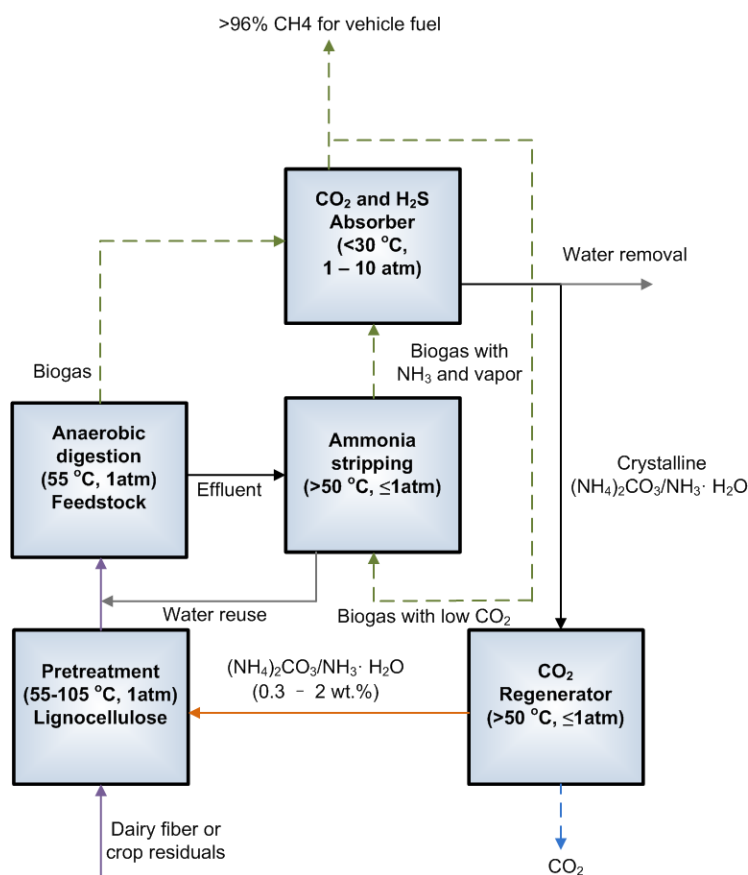 >96% CH4 for vehicle fuel
CO₂ and H₂S
Absorber
(<30 °C,
1 – 10 atm)
Water removal
Biogas
Biogas with
NH₃ and vapor
Anaerobic
digestion
(55 °C, 1atm)
Feedstock
Effluent
Ammonia
stripping
(>50 °C, ≤1atm)
Crystalline
(NH₄)₂CO₃/NH₃· H₂O
Water reuse
Biogas with low CO₂
Pretreatment
(55-105 °C, 1atm)
Lignocellulose
(NH₄)₂CO₃/NH₃· H₂O
(0.3 – 2 wt.%)
CO₂
Regenerator
(>50 °C, ≤1atm)
Dairy fiber or
crop residuals
CO₂